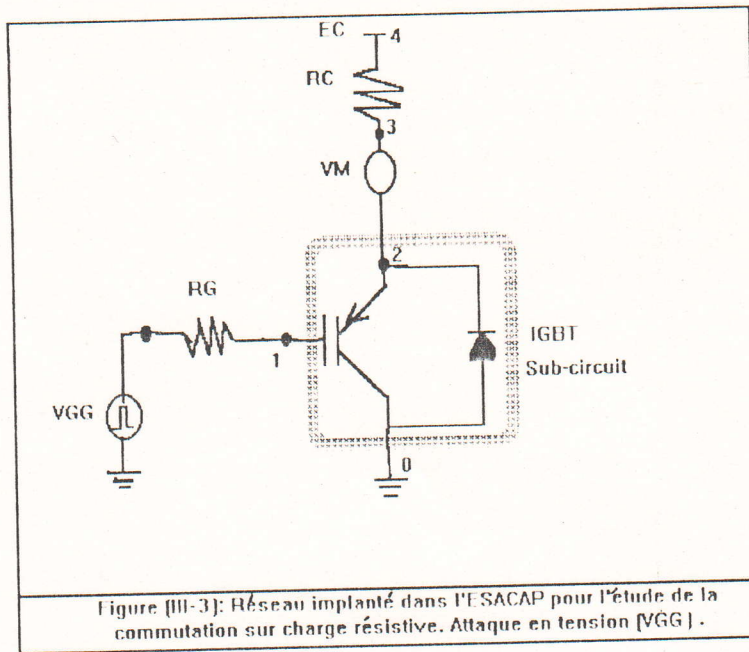 EC 4
RC
3
VM
2
RG
1
IGBT
Sub-circuit
VGG
0
Figure (III-3): Réseau implanté dans l'ESACAP pour l'étude de la
commutation sur charge résistive. Attaque en tension (VGG).